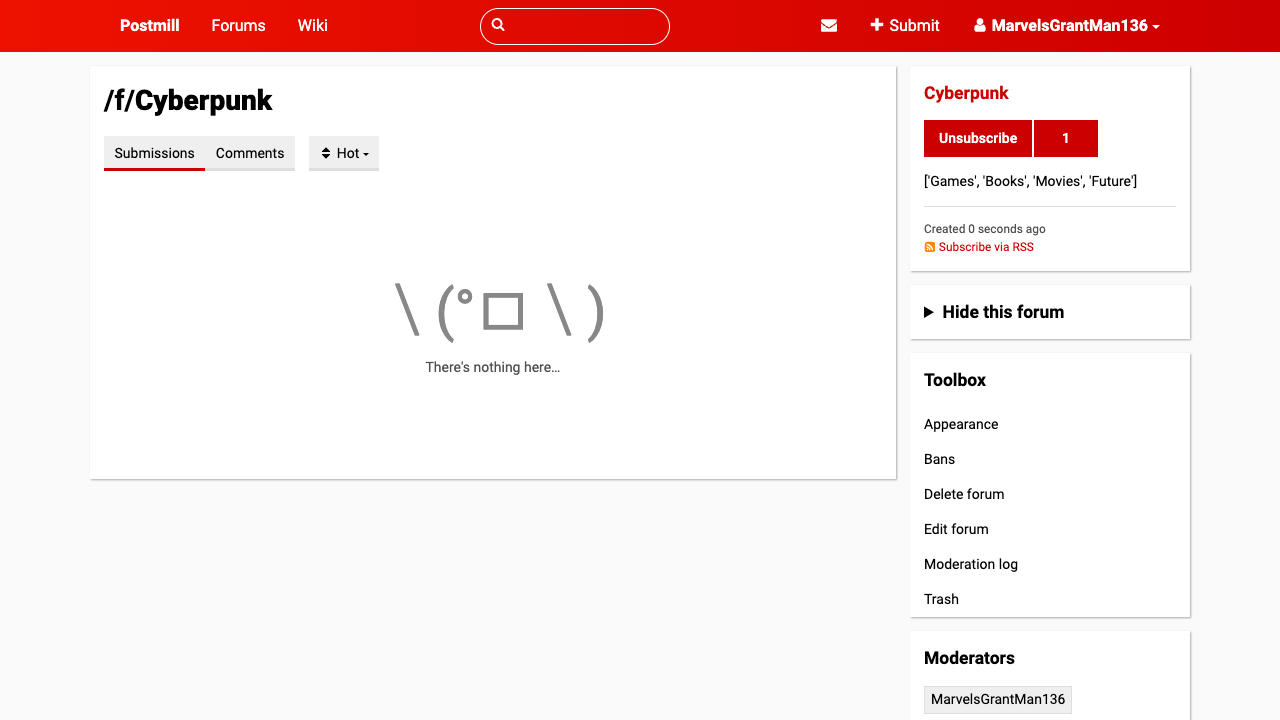 Postmill Forums Wiki Submit MarvelsGrantMan136
/f/Cyberpunk
Submissions Comments Hot
\ (°□ \ )
There's nothing here…
Cyberpunk
Unsubscribe 1
['Games', 'Books', 'Movies', 'Future']
Created 0 seconds ago
Subscribe via RSS
Hide this forum
Toolbox
Appearance
Bans
Delete forum
Edit forum
Moderation log
Trash
Moderators
MarvelsGrantMan136